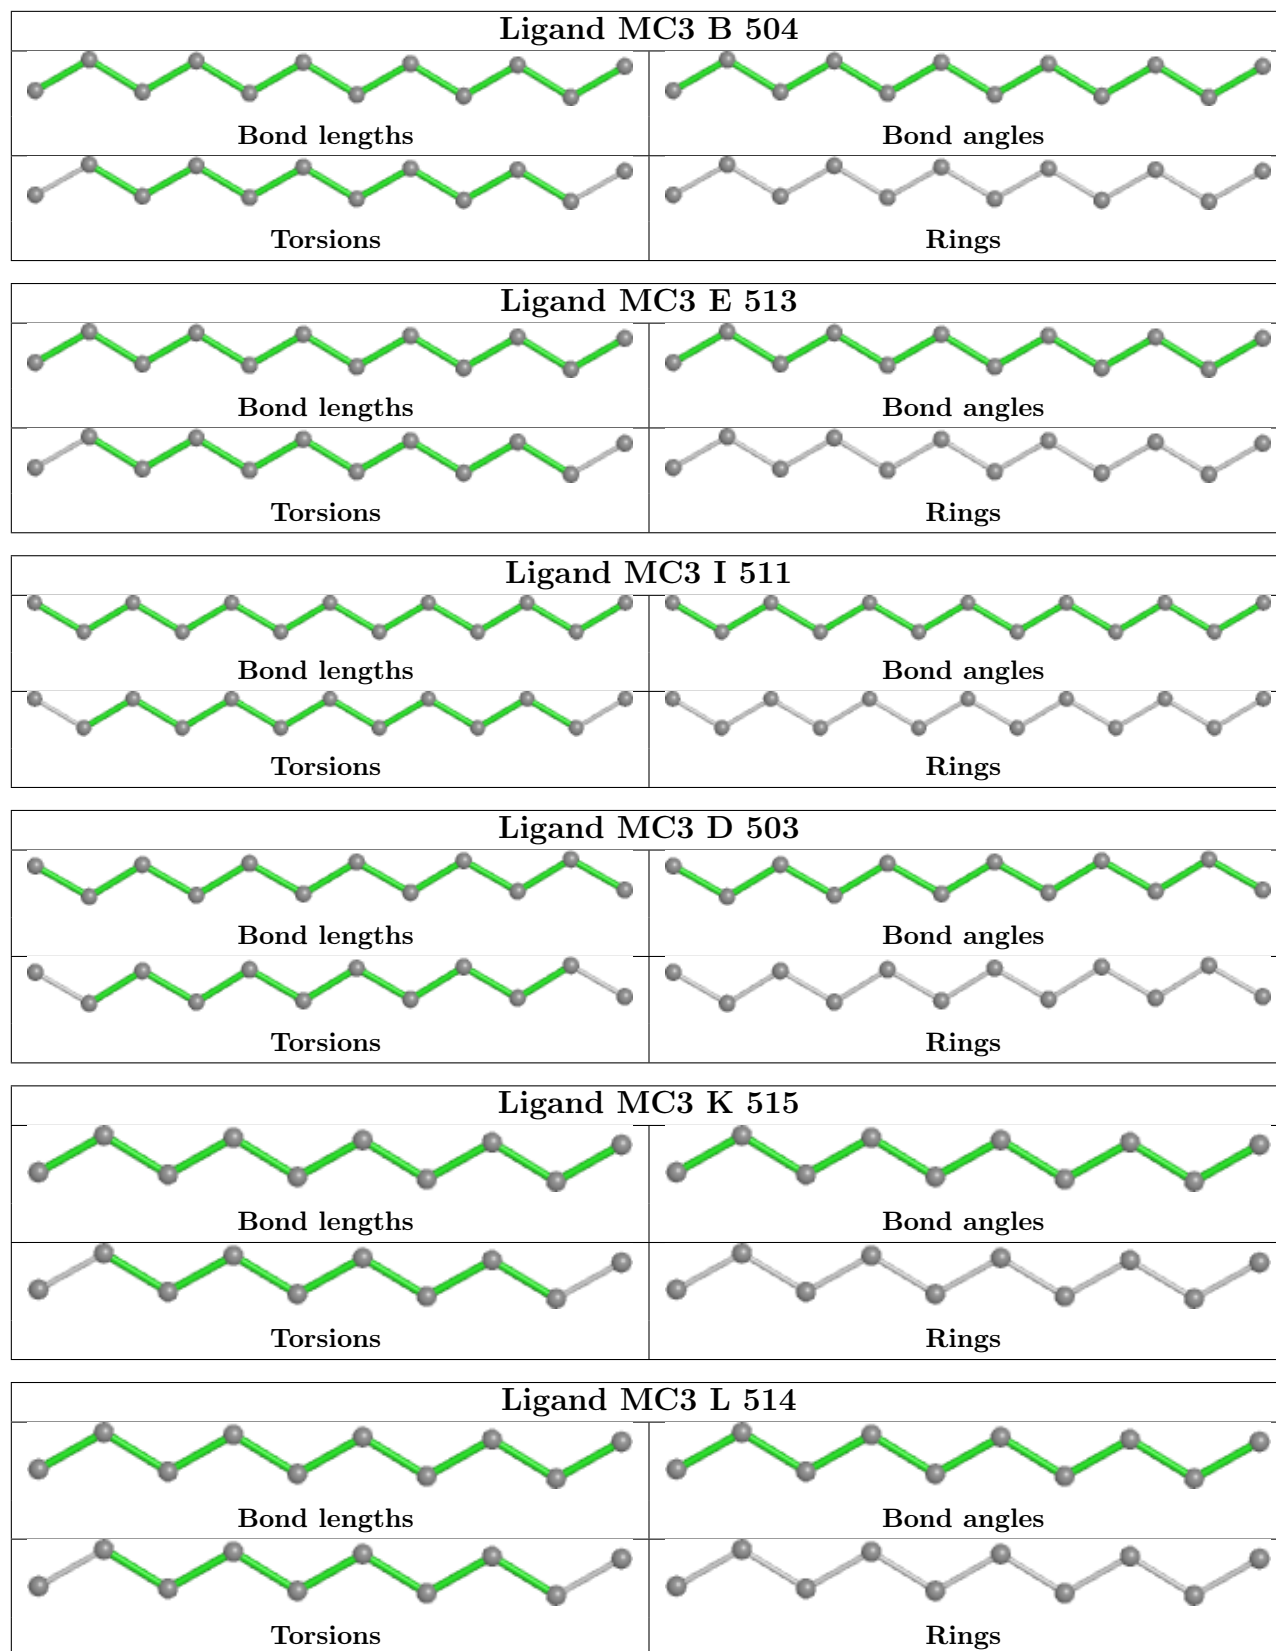 Ligand MC3 B 504
Bond lengths Bond angles
Torsions Rings
Ligand MC3 E 513
Bond lengths Bond angles
Torsions Rings
Ligand MC3 I 511
Bond lengths Bond angles
Torsions Rings
Ligand MC3 D 503
Bond lengths Bond angles
Torsions Rings
Ligand MC3 K 515
Bond lengths Bond angles
Torsions Rings
Ligand MC3 L 514
Bond lengths Bond angles
Torsions Rings